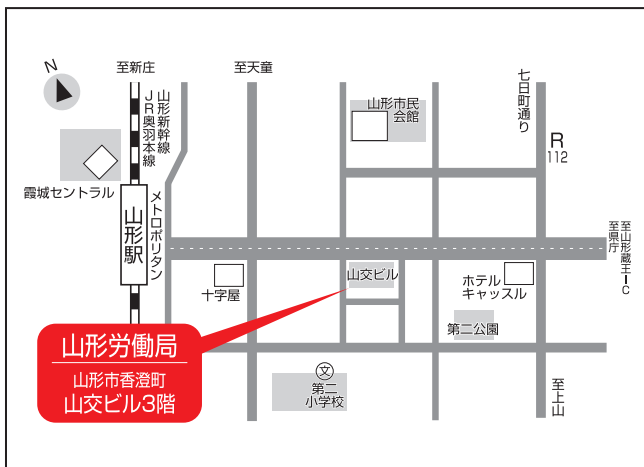 N
至新庄
至天童
山形新幹線
JR奥羽本線
山形市民
会館
七日町通り
R
112
霞城セントラル
山形駅
メトロポリタン
至山形蔵王IC
至県庁
十字屋
山交ビル
ホテル
キャッスル
第二公園
山形労働局
山形市香澄町
山交ビル3階
文
第二
小学校
至上山